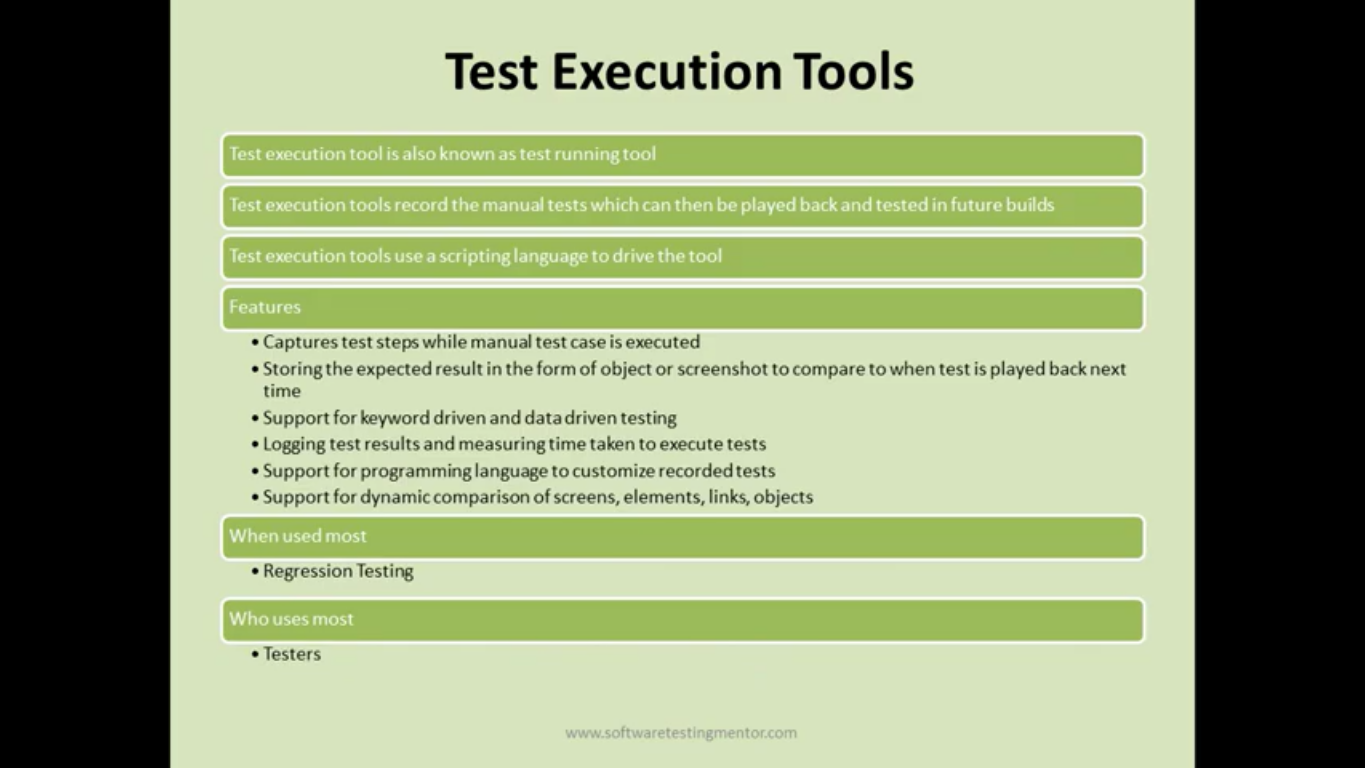 Test Execution Tools
Test execution tool is also known as test running tool
Test execution tools record the manual tests which can then be played back and tested in future builds
Test execution tools use a scripting language to drive the tool
Features
• Captures test steps while manual test case is executed
• Storing the expected result in the form of object or screenshot to compare to when test is played back next
time
• Support for keyword driven and data driven testing
• Logging test results and measuring time taken to execute tests
• Support for programming language to customize recorded tests
• Support for dynamic comparison of screens, elements, links, objects
When used most
• Regression Testing
Who uses most
• Testers
www.softwaretestingmentor.com